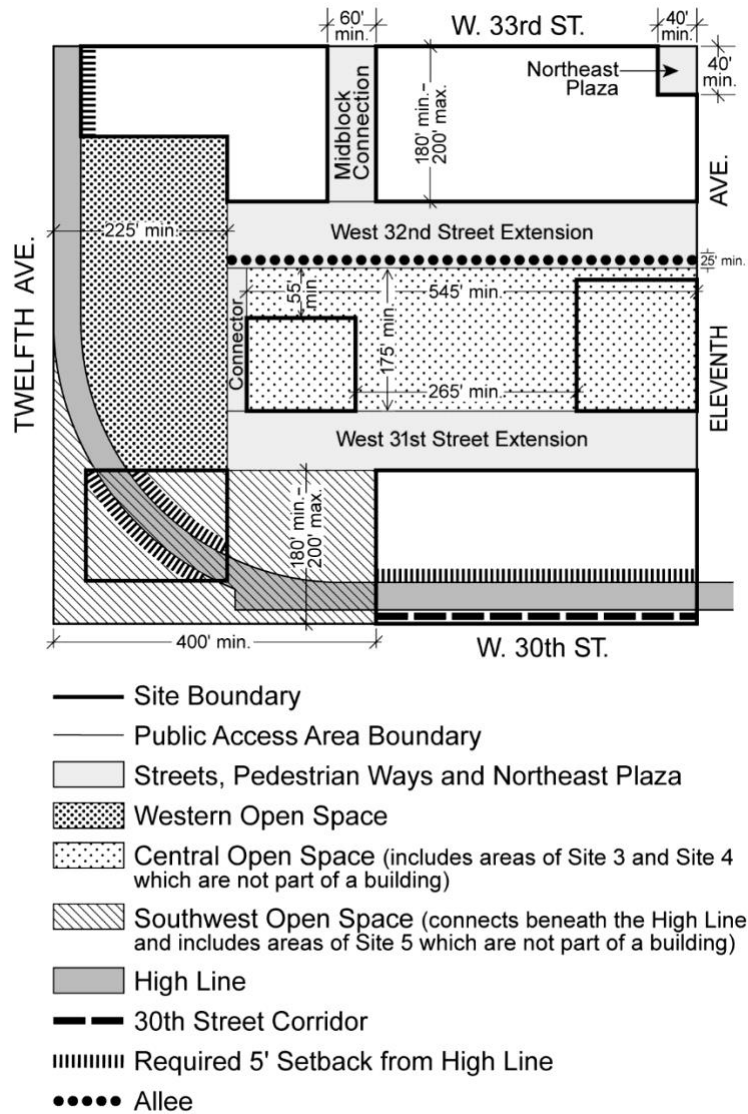 60'
min.
W. 33rd ST.
40'
min.
40'
min.
Northeast
Plaza
Midblock
Connection
180' min.-
200' max.
AVE.
225' min.
West 32nd Street Extension
25' min.
55'
min
545' min.
TWELFTH AVE.
Connector
175' min.
265' min.
ELEVENTH
West 31st Street Extension
180' min.-
200' max.
400' min.
W. 30th ST.
Site Boundary
Public Access Area Boundary
Streets, Pedestrian Ways and Northeast Plaza
Western Open Space
Central Open Space (includes areas of Site 3 and Site 4
which are not part of a building)
Southwest Open Space (connects beneath the High Line
and includes areas of Site 5 which are not part of a building)
High Line
30th Street Corridor
Required 5' Setback from High Line
Allee